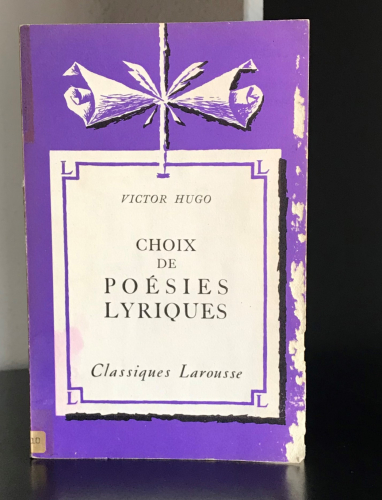 L L
VICTOR HUGO
CHOIX
DE
POÉSIES
LYRIQUES
Classiques Larousse
L L